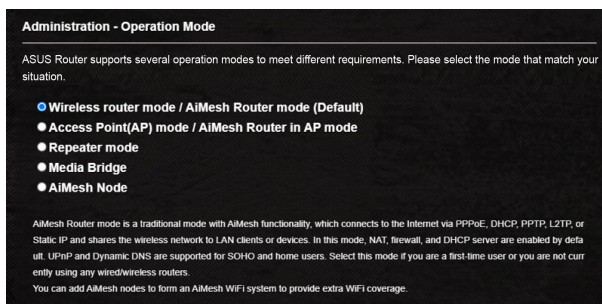 Administration - Operation Mode
ASUS Router supports several operation modes to meet different requirements. Please select the mode that match your
situation.
Wireless router mode / AiMesh Router mode (Default)
Access Point(AP) mode / AiMesh Router in AP mode
Repeater mode
Media Bridge
AiMesh Node
AiMesh Router mode is a traditional mode with AiMesh functionality, which connects to the Internet via PPPoE, DHCP, PPTP, L2TP, or
Static IP and shares the wireless network to LAN clients or devices. In this mode, NAT, firewall, and DHCP server are enabled by defa
ult. UPnP and Dynamic DNS are supported for SOHO and home users. Select this mode if you are a first-time user or you are not curr
ently using any wired/wireless routers.
You can add AiMesh nodes to form an AiMesh WiFi system to provide extra WiFi coverage.